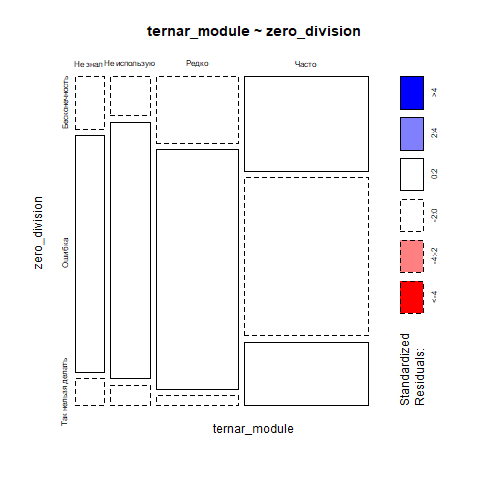 ternar_module ~ zero_division
Не знал Не использую Редко Часто
Бесконечность
Ошибка
Так нельзя делать
zero_division
ternar_module
>4
2:4
0:2
-2:0
-4:-2
<-4
Standardized
Residuals: